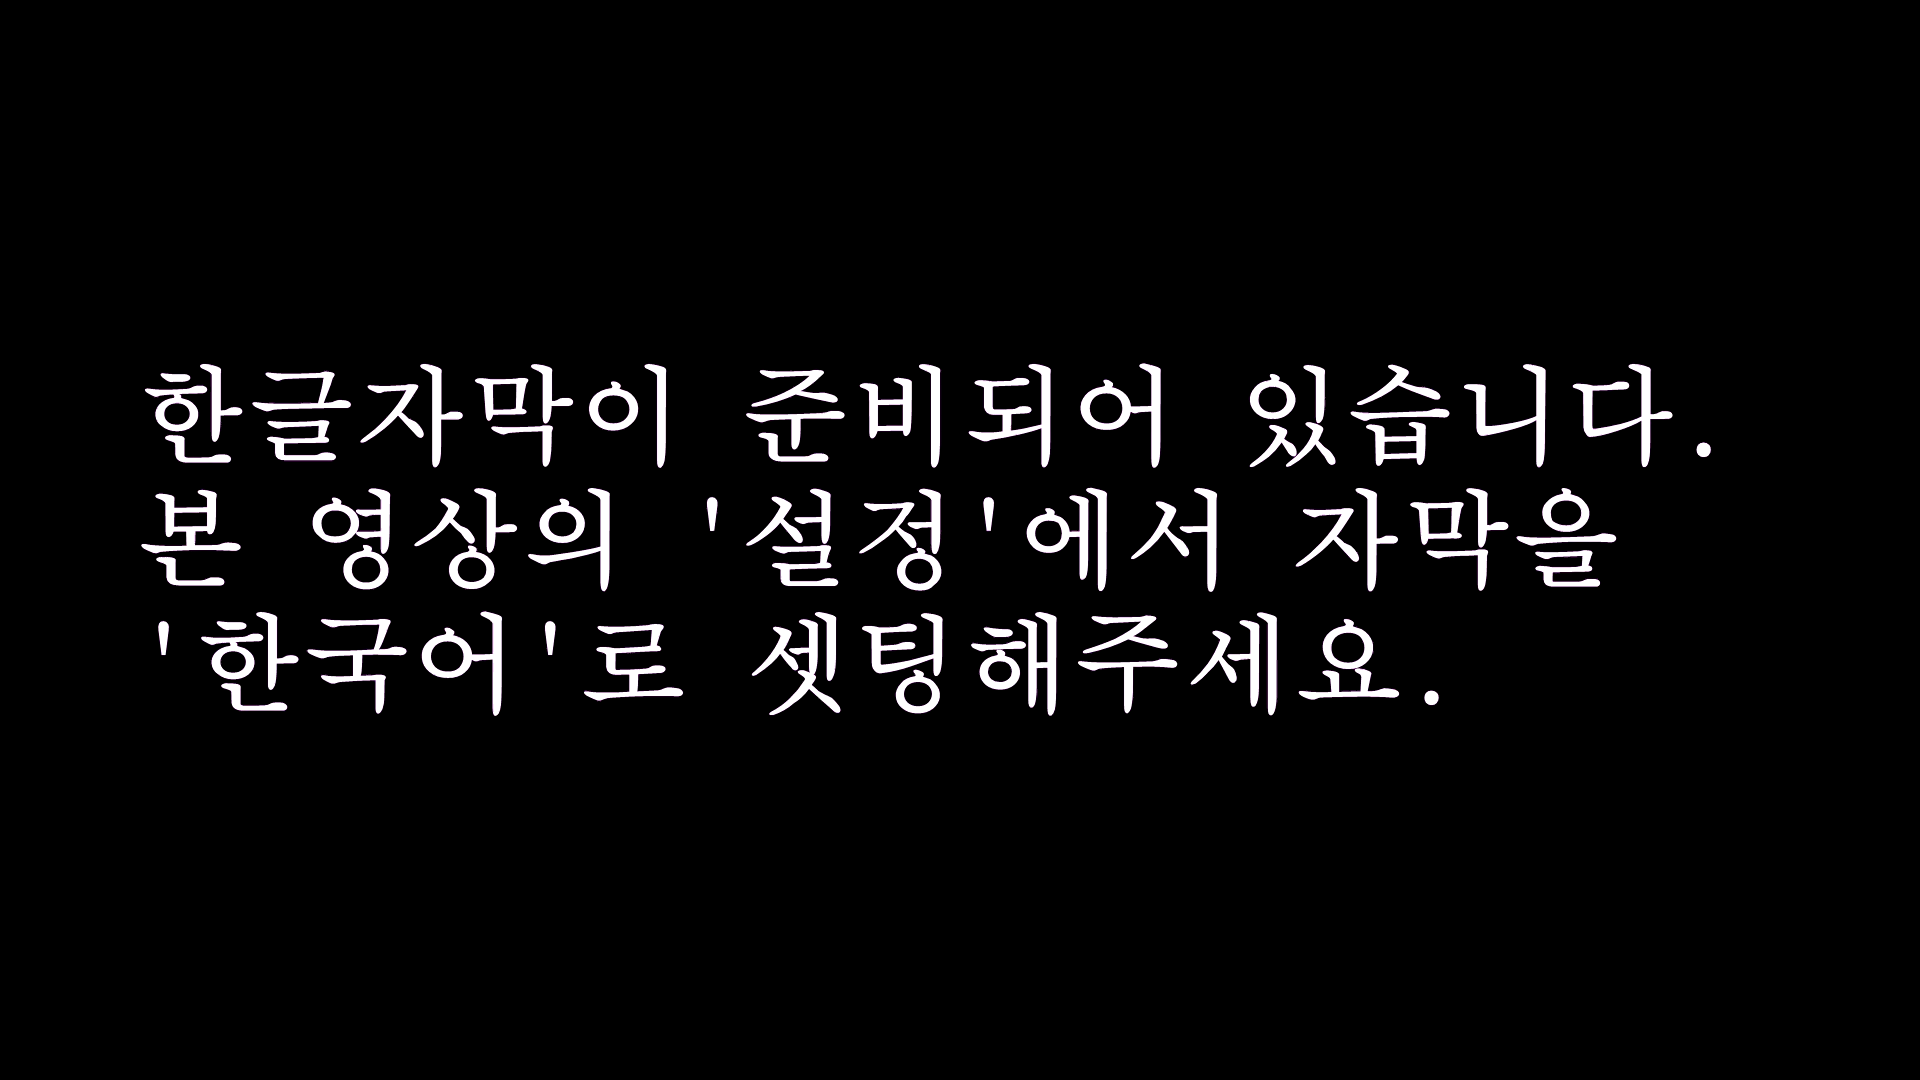 한글자막이 준비되어 있습니다.
본 영상의 '설정'에서 자막을
'한국어'로 셋팅해주세요.